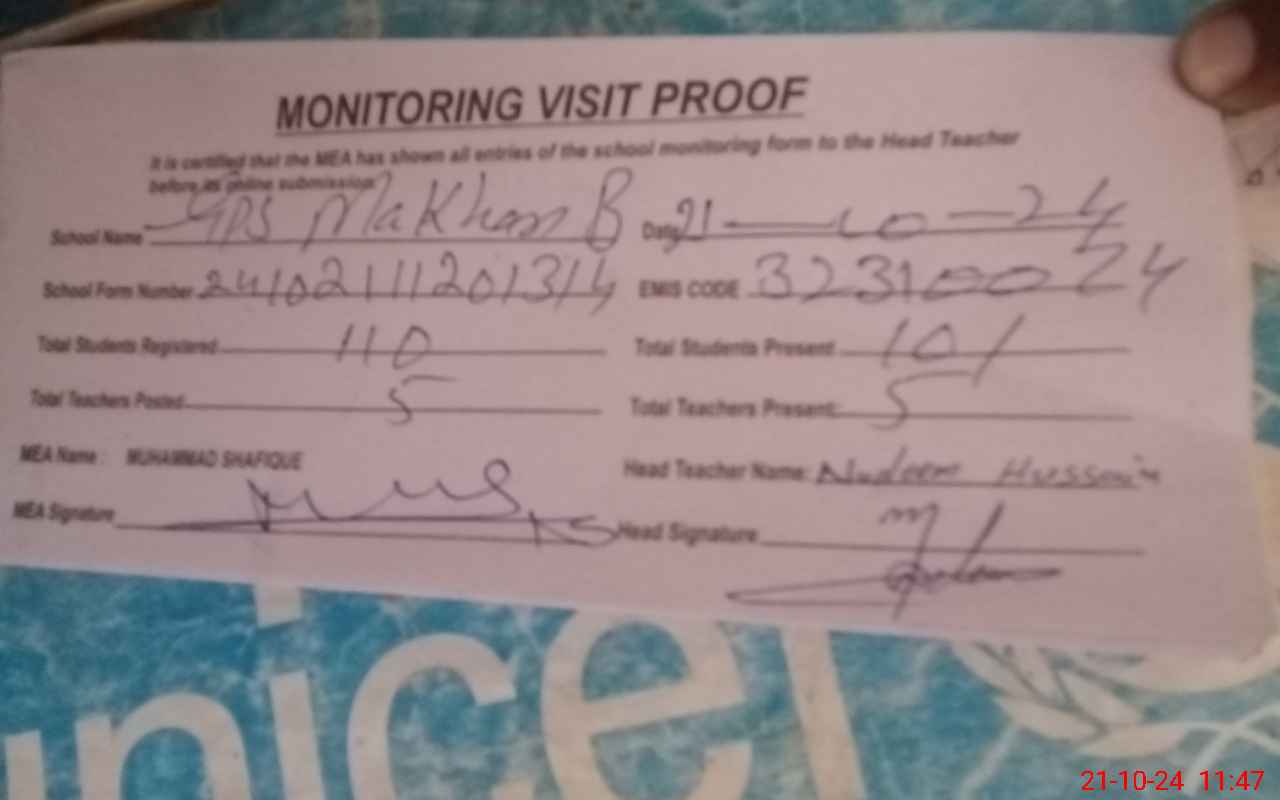 MONITORING VISIT PROOF
It is certified that the MEA has shown all entries of the school monitoring form to the Head Teacher
before its online submission.
School Name GPS Makhan B Date 21-10-24
School Form Number 24102111201314 EMIS CODE 32310024
Total Students Registered 110 Total Students Present 101
Total Teachers Posted 5 Total Teachers Present: 5
MEA Name : MUHAMMAD SHAFIQUE Head Teacher Name: Nadeem Hussain
MEA Signature Head Signature
unicef
21-10-24 11:47